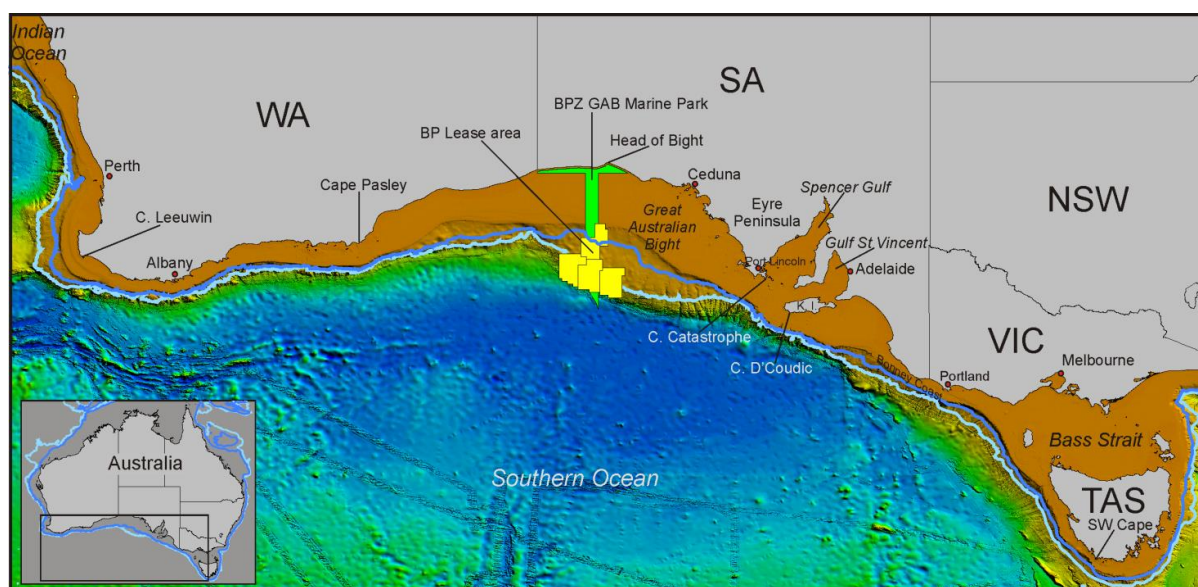 Indian
Ocean
WA
SA
BPZ GAB Marine Park
BP Lease area
Head of Bight
Perth
Ceduna
Cape Pasley
Spencer Gulf
Eyre
Peninsula
NSW
C. Leeuwin
Great
Australian
Bight
Gulf St Vincent
Albany
Port Lincoln
Adelaide
K. I.
C. Catastrophe
VIC
C. D'Coudic
Melbourne
Bonney Coast
Portland
Australia
Bass Strait
Southern Ocean
TAS
SW Cape